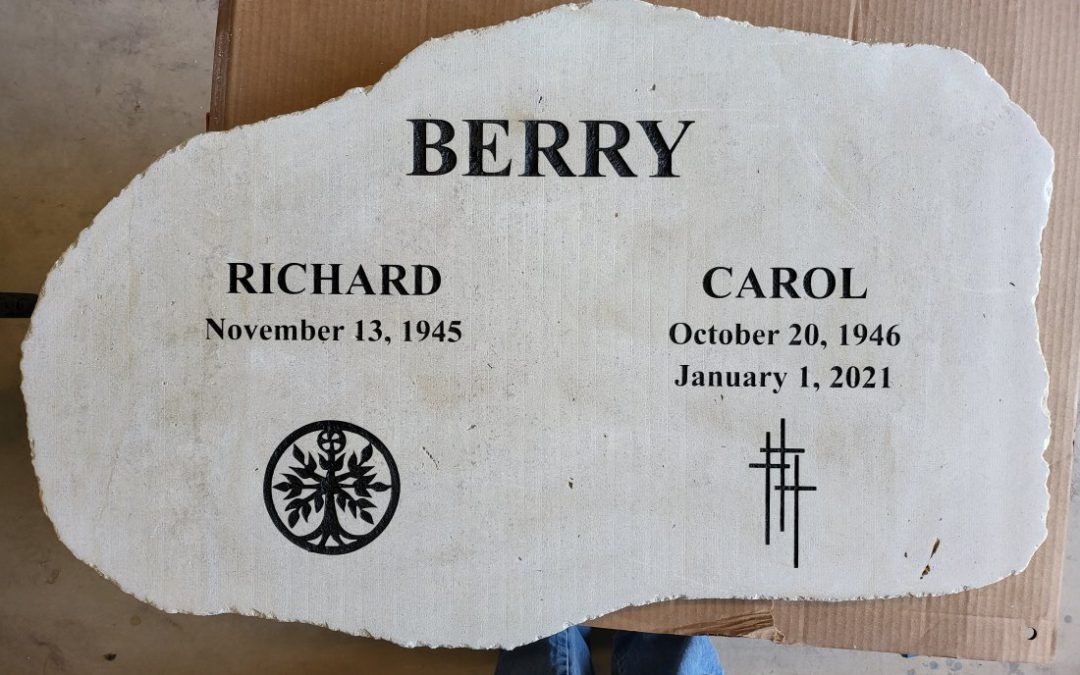 BERRY
RICHARD
November 13, 1945
CAROL
October 20, 1946
January 1, 2021